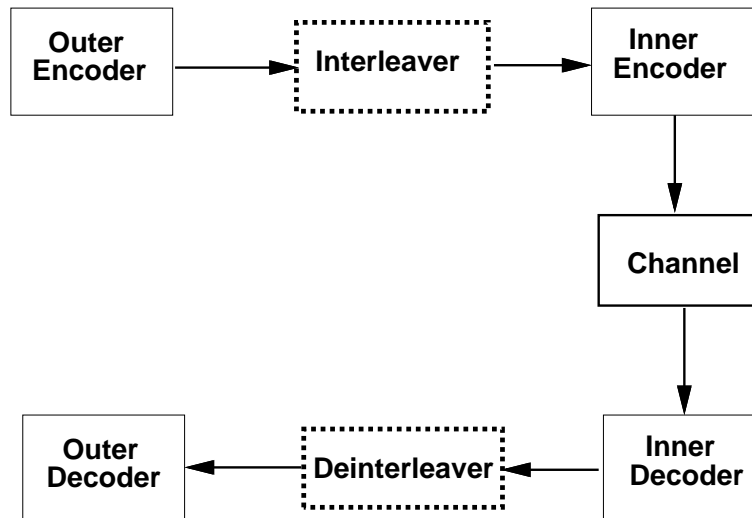 Outer
Encoder
Interleaver
Inner
Encoder
Channel
Outer
Decoder
Deinterleaver
Inner
Decoder